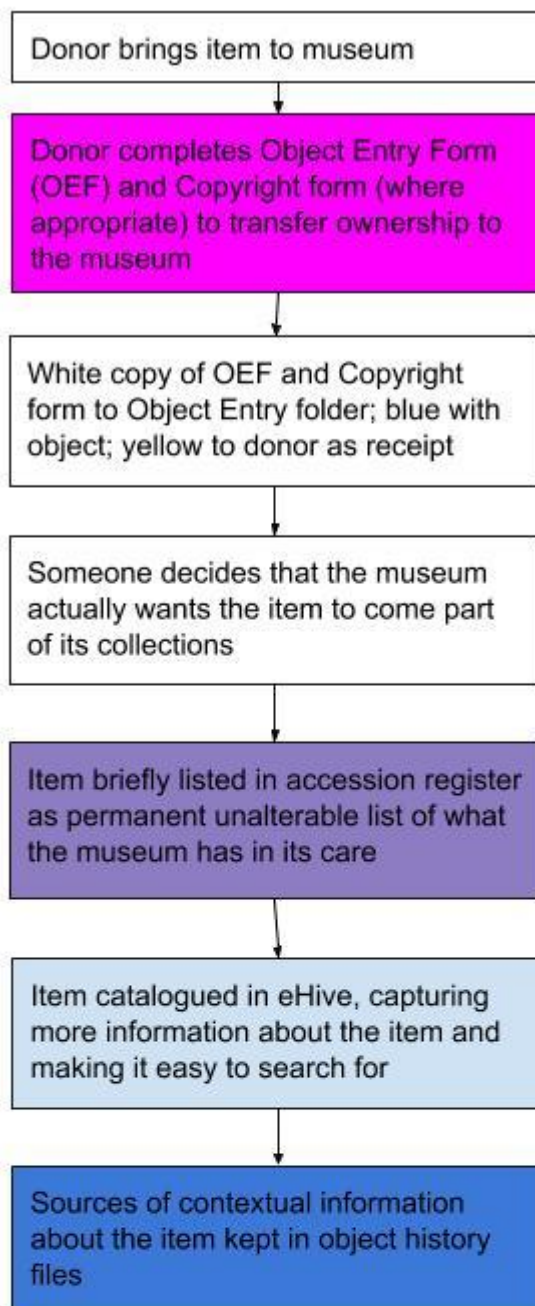 Donor brings item to museum
Donor completes Object Entry Form
(OEF) and Copyright form (where
appropriate) to transfer ownership to
the museum
White copy of OEF and Copyright
form to Object Entry folder; blue with
object; yellow to donor as receipt
Someone decides that the museum
actually wants the item to come part
of its collections
Item briefly listed in accession register
as permanent unalterable list of what
the museum has in its care
Item catalogued in eHive, capturing
more information about the item and
making it easy to search for
Sources of contextual information
about the item kept in object history
files